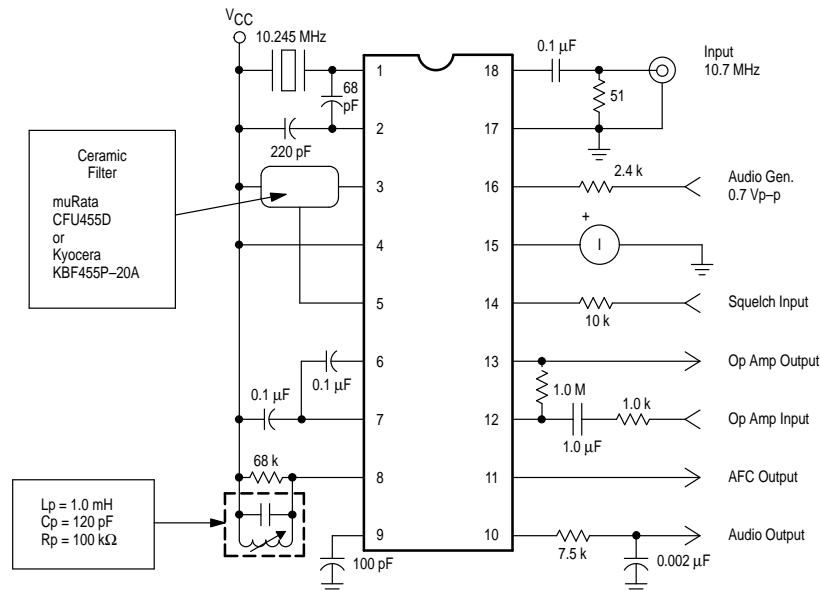 VCC
10.245 MHz
68
pF
220 pF
Ceramic
Filter
muRata
CFU455D
or
Kyocera
KBF455P–20A
0.1 μF
0.1 μF
68 k
Lp = 1.0 mH
Cp = 120 pF
Rp = 100 kΩ
100 pF
1
2
3
4
5
6
7
8
9
18
17
16
15
14
13
12
11
10
0.1 μF
51
Input
10.7 MHz
2.4 k
Audio Gen.
0.7 Vp–p
+
I
10 k
Squelch Input
Op Amp Output
1.0 M
1.0 k
1.0 μF
Op Amp Input
AFC Output
7.5 k
0.002 μF
Audio Output